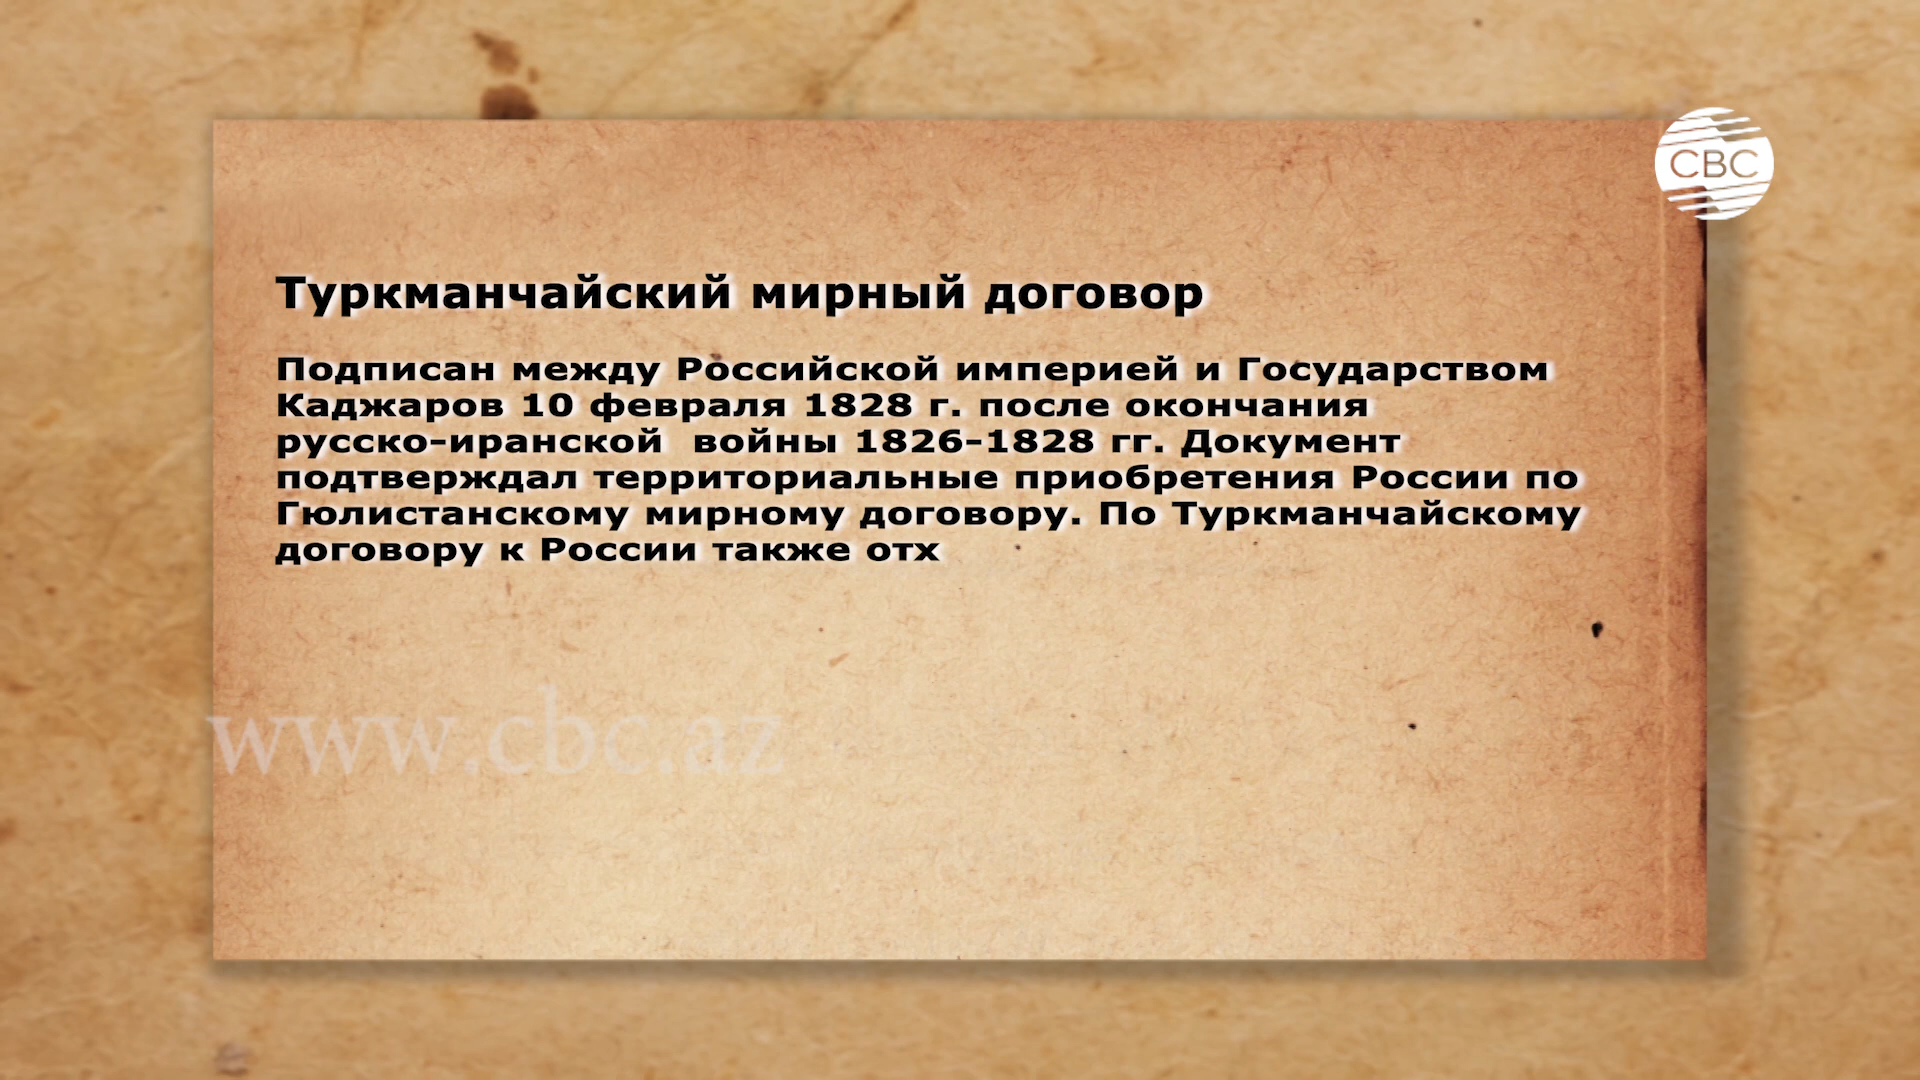 CBC
Туркманчайский мирный договор
Подписан между Российской империей и Государством
Каджаров 10 февраля 1828 г. после окончания
русско-иранской войны 1826-1828 гг. Документ
подтверждал территориальные приобретения России по
Гюлистанскому мирному договору. По Туркманчайскому
договору к России также отх
www.cbc.az